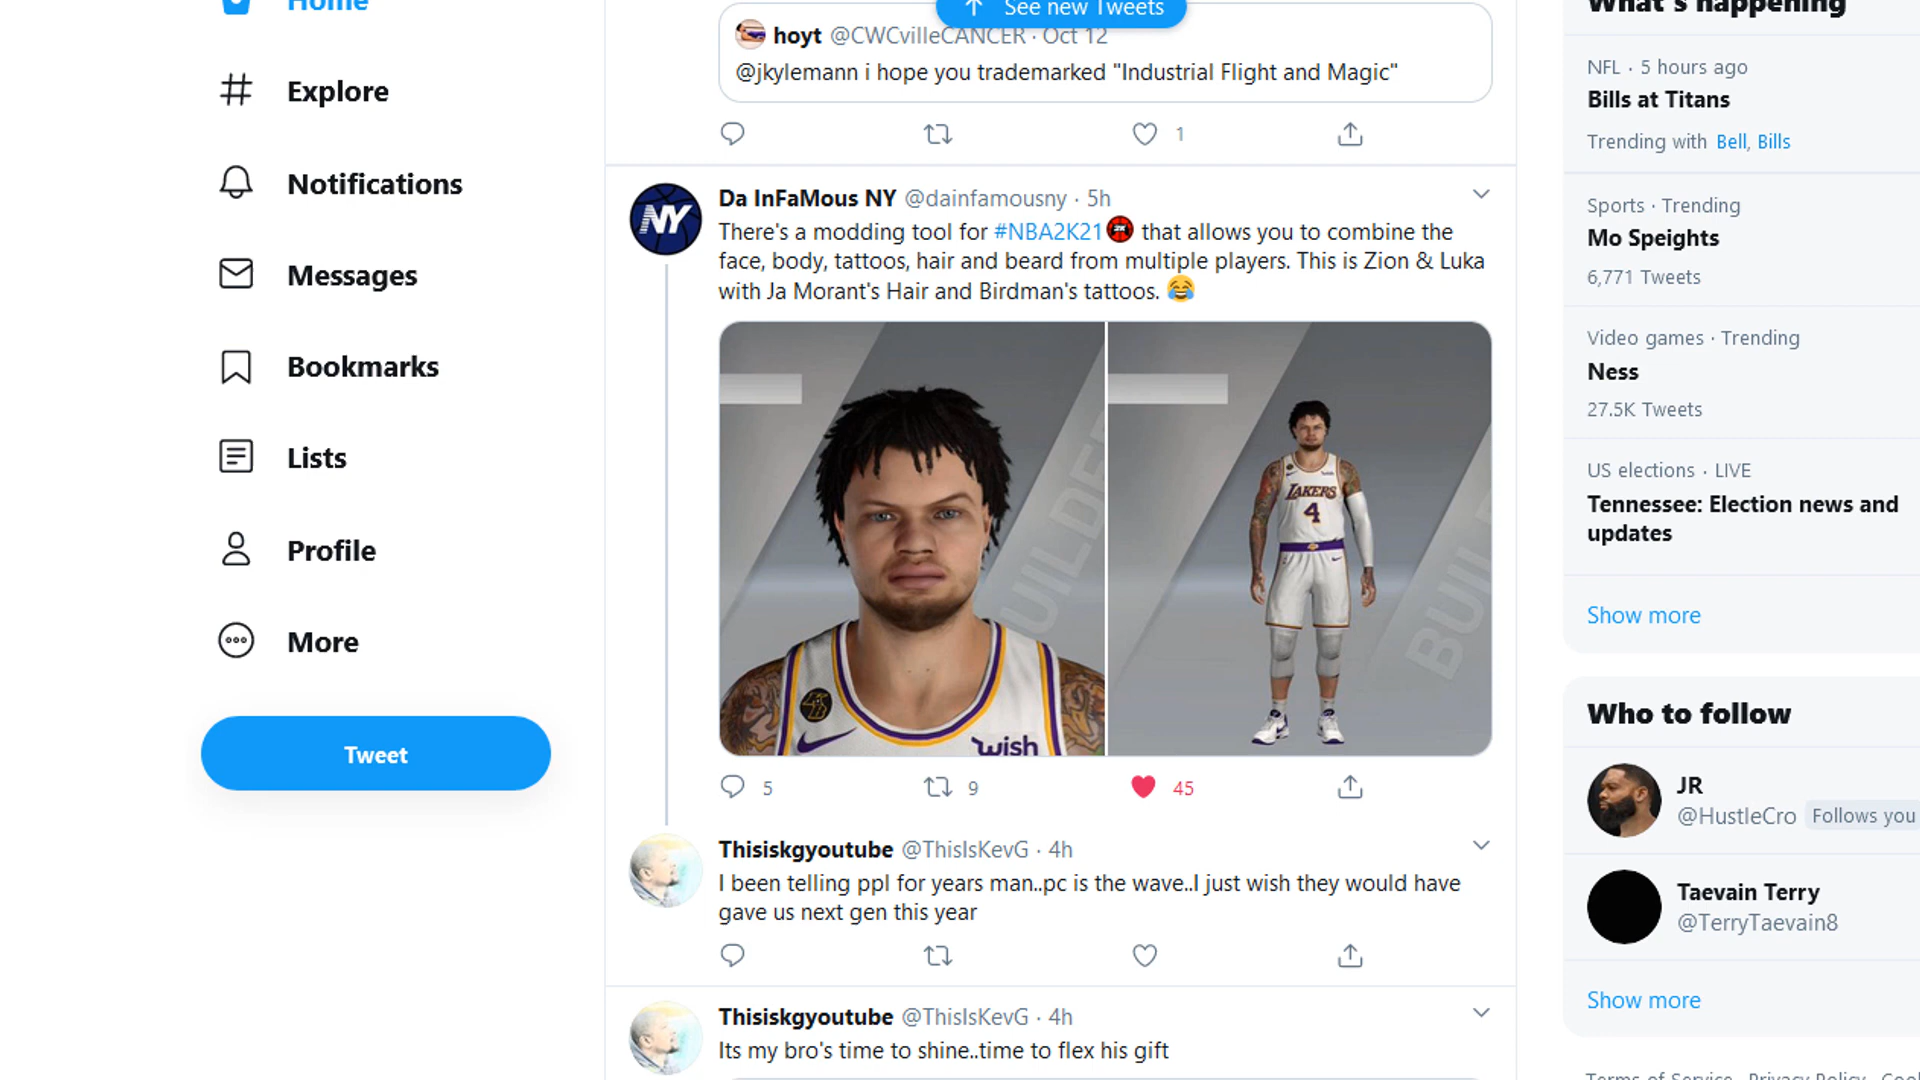 Home
Explore
Notifications
Messages
Bookmarks
Lists
Profile
More
Tweet
See new Tweets
hoyt @CWCvilleCANCER · Oct 12
@jkylemann i hope you trademarked "Industrial Flight and Magic"
1
Da InFaMous NY @dainfamousny · 5h
There's a modding tool for #NBA2K21 that allows you to combine the
face, body, tattoos, hair and beard from multiple players. This is Zion & Luka
with Ja Morant's Hair and Birdman's tattoos. 😂
NY
BUILDE
wish
LAKERS
4
BUIL
5
9
45
Thisiskgyoutube @ThisIsKevG · 4h
I been telling ppl for years man..pc is the wave..I just wish they would have
gave us next gen this year
Thisiskgyoutube @ThisIsKevG · 4h
Its my bro's time to shine..time to flex his gift
What's happening
NFL · 5 hours ago
Bills at Titans
Trending with Bell, Bills
Sports · Trending
Mo Speights
6,771 Tweets
Video games · Trending
Ness
27.5K Tweets
US elections · LIVE
Tennessee: Election news and
updates
Show more
Who to follow
JR
@HustleCro Follows you
Taevain Terry
@TerryTaevain8
Show more
Terms of Service Privacy Policy